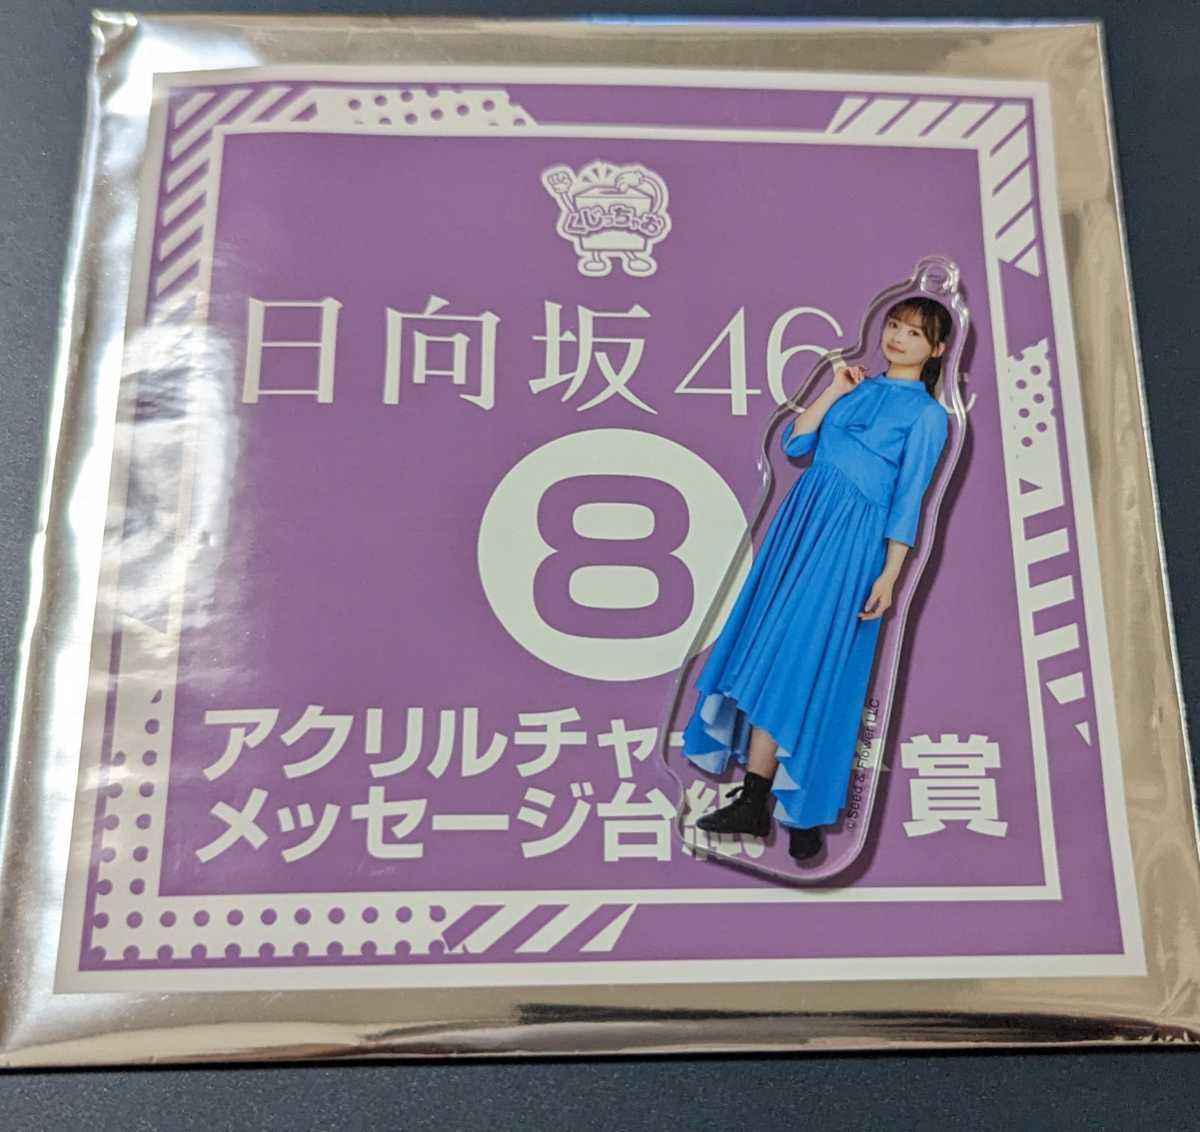 くじっちゃお
日向坂46
8
アクリルチャー 賞
メッセージ台紙
©Seed & Flower LLC